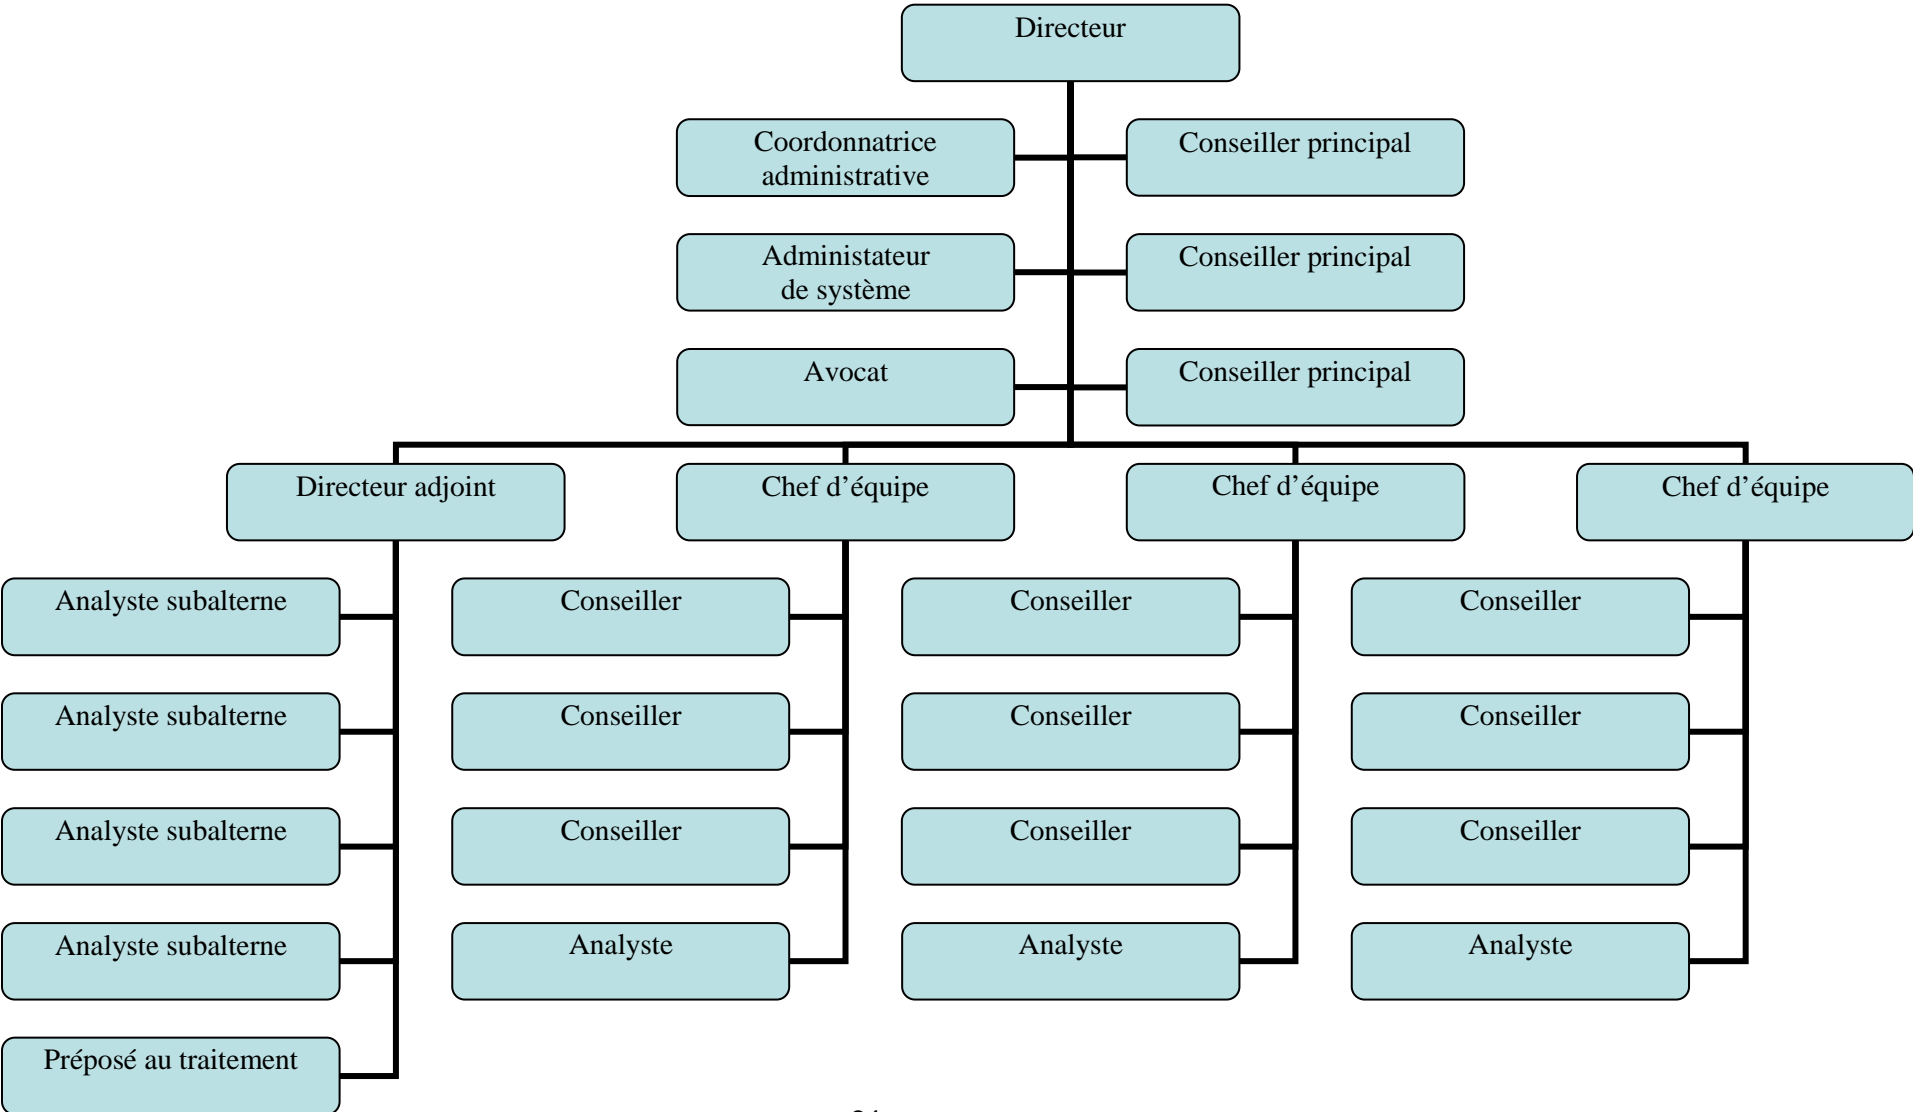 Directeur
Coordonnatrice
administrative
Conseiller principal
Administateur
de système
Conseiller principal
Avocat
Conseiller principal
Directeur adjoint
Chef d’équipe
Chef d’équipe
Chef d’équipe
Analyste subalterne
Conseiller
Conseiller
Conseiller
Analyste subalterne
Conseiller
Conseiller
Conseiller
Analyste subalterne
Conseiller
Conseiller
Conseiller
Analyste subalterne
Analyste
Analyste
Analyste
Préposé au traitement